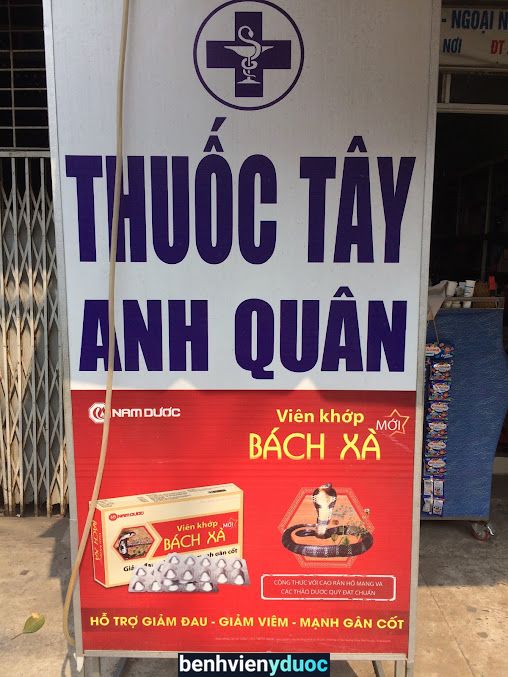 - NGOẠI N
NƠI ĐT
THUỐC TÂY
ANH QUÂN
NAM DƯỢC
Viên khớp
MỚI
BÁCH XÀ
NAM DƯỢC
Viên khớp
MỚI
BÁCH XÀ
CÔNG THỨC VỚI CAO RẮN HỔ MANG VÀ
CÁC THẢO DƯỢC QUÝ ĐẠT CHUẨN
HỖ TRỢ GIẢM ĐAU - GIẢM VIÊM - MẠNH GÂN CỐT
benhvienyduoc